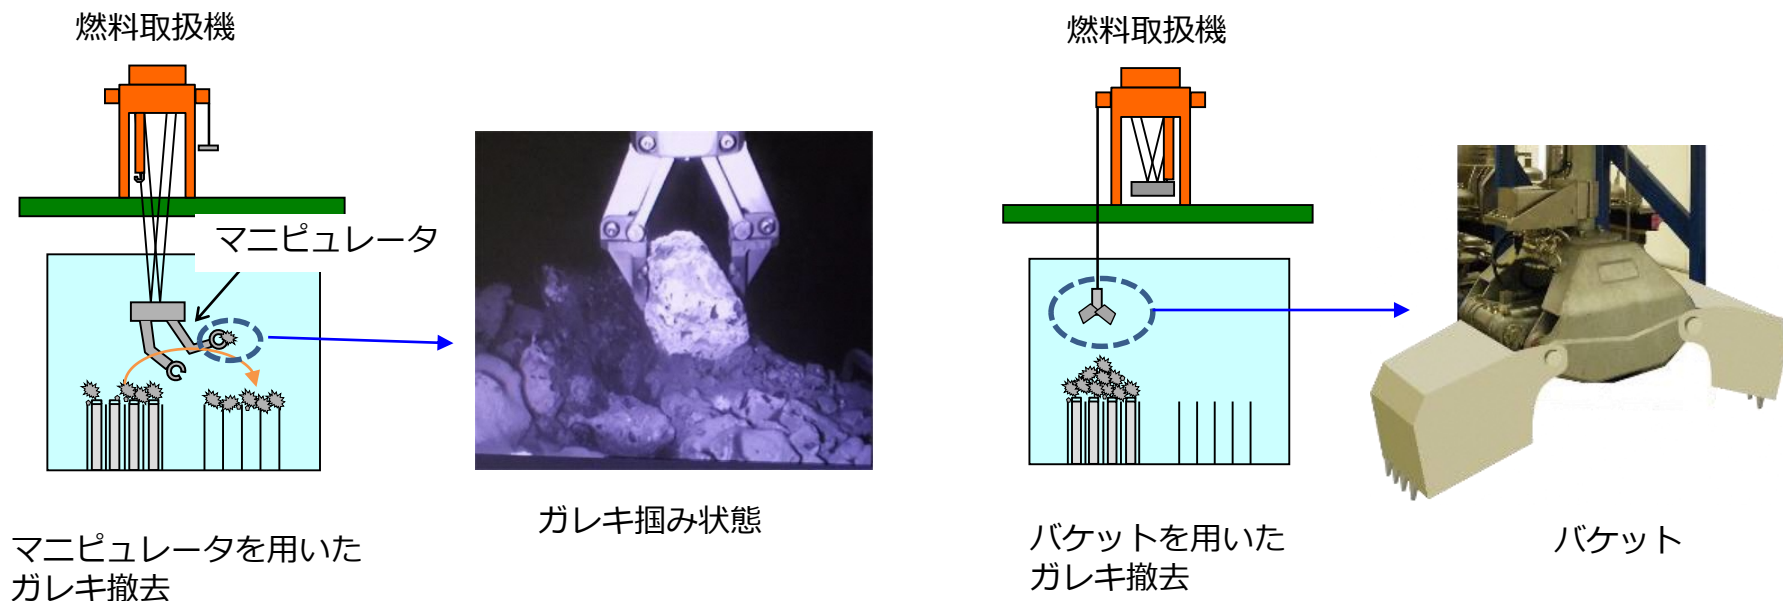 燃料取扱機
燃料取扱機
マニピュレータ
ガレキ掴み状態
マニピュレータを用いた
ガレキ撤去
バケットを用いた
ガレキ撤去
バケット